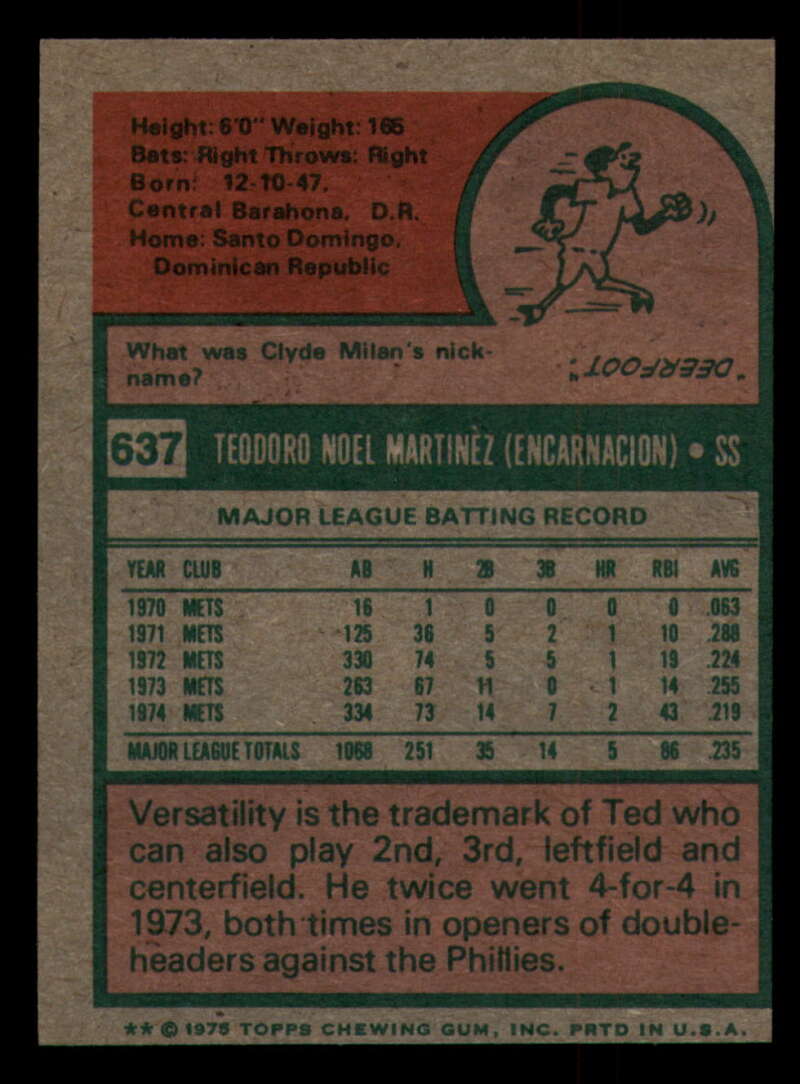 Height: 6'0" Weight: 165
Bats: Right Throws: Right
Born: 12-10-47,
Central Barahona, D.R.
Home: Santo Domingo,
Dominican Republic
What was Clyde Milan's nick-
name?
"DEERFOOT."
637 TEODORO NOEL MARTINEZ (ENCARNACION) • SS
MAJOR LEAGUE BATTING RECORD
YEAR CLUB AB H 2B 3B HR RBI AVG
1970 METS 16 1 0 0 0 0 .063
1971 METS 125 36 5 2 1 10 .288
1972 METS 330 74 5 5 1 19 .224
1973 METS 263 67 11 0 1 14 .255
1974 METS 334 73 14 7 2 43 .219
MAJOR LEAGUE TOTALS 1068 251 35 14 5 86 .235
Versatility is the trademark of Ted who
can also play 2nd, 3rd, leftfield and
centerfield. He twice went 4-for-4 in
1973, both times in openers of double-
headers against the Phillies.
** © 1975 TOPPS CHEWING GUM, INC. PRTD IN U.S.A.